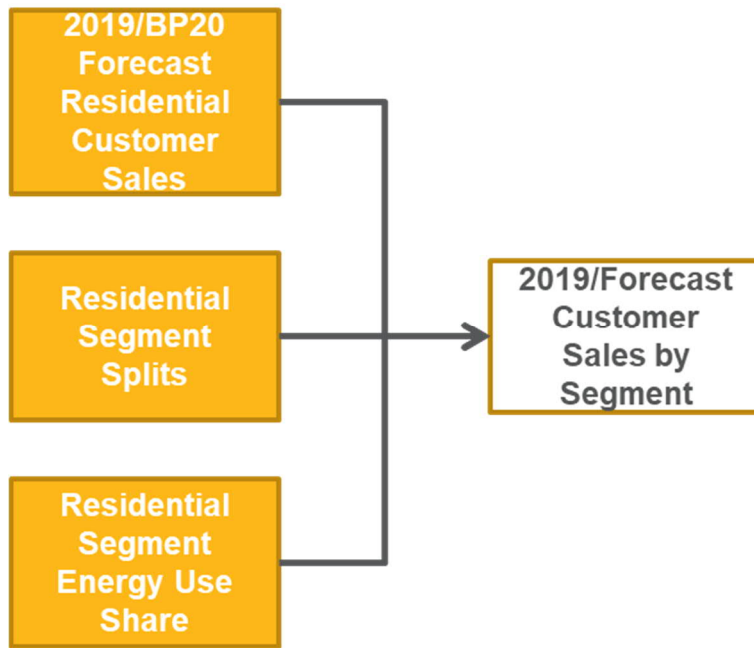 2019/BP20
Forecast
Residential
Customer
Sales
Residential
Segment
Splits
Residential
Segment
Energy Use
Share
2019/Forecast
Customer
Sales by
Segment